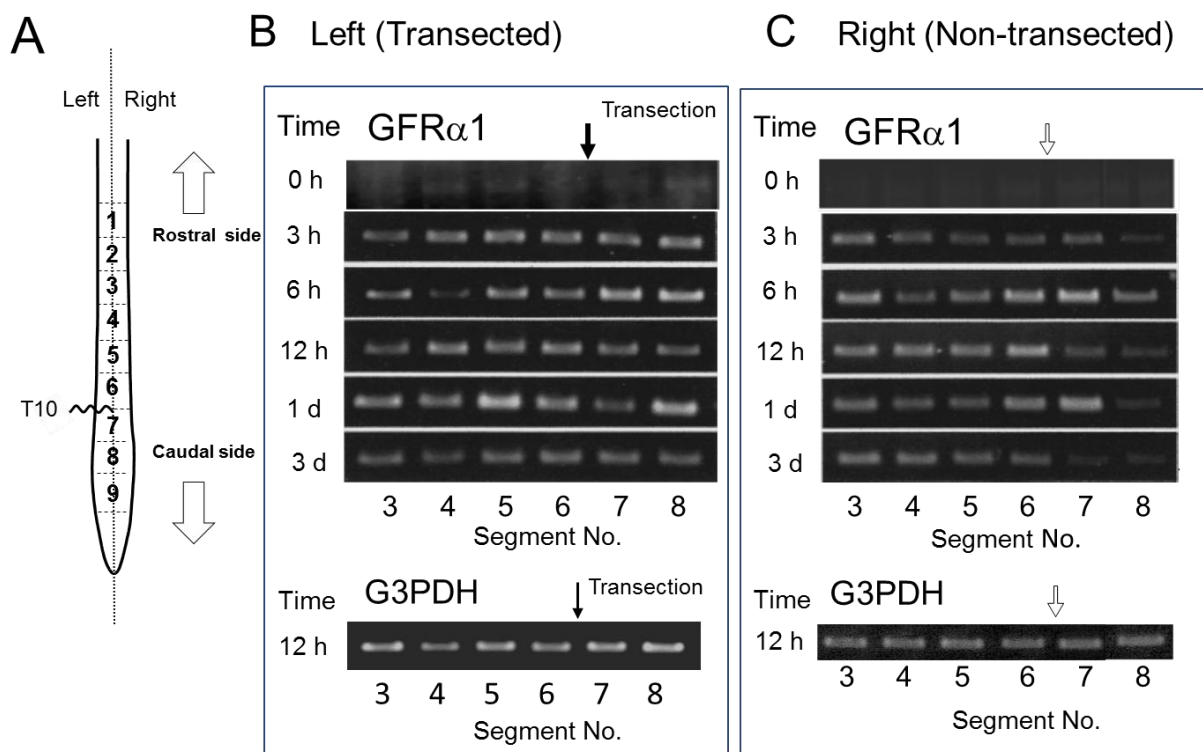 A
Left Right
1
Rostral side
2
3
4
5
6
T10
7
Caudal side
8
9
B Left (Transected)
Time GFRα1 Transection
0 h
3 h
6 h
12 h
1 d
3 d
3 4 5 6 7 8
Segment No.
Time G3PDH Transection
12 h
3 4 5 6 7 8
Segment No.
C Right (Non-transected)
Time GFRα1
0 h
3 h
6 h
12 h
1 d
3 d
3 4 5 6 7 8
Segment No.
Time G3PDH
12 h
3 4 5 6 7 8
Segment No.